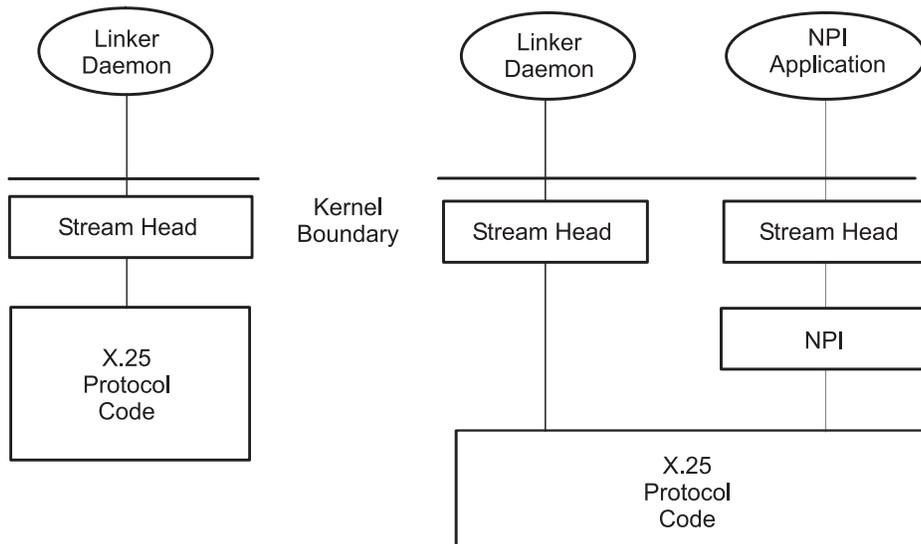 Linker
Daemon
Linker
Daemon
NPI
Application
Kernel
Boundary
Stream Head
Stream Head
Stream Head
X.25
Protocol
Code
NPI
X.25
Protocol
Code